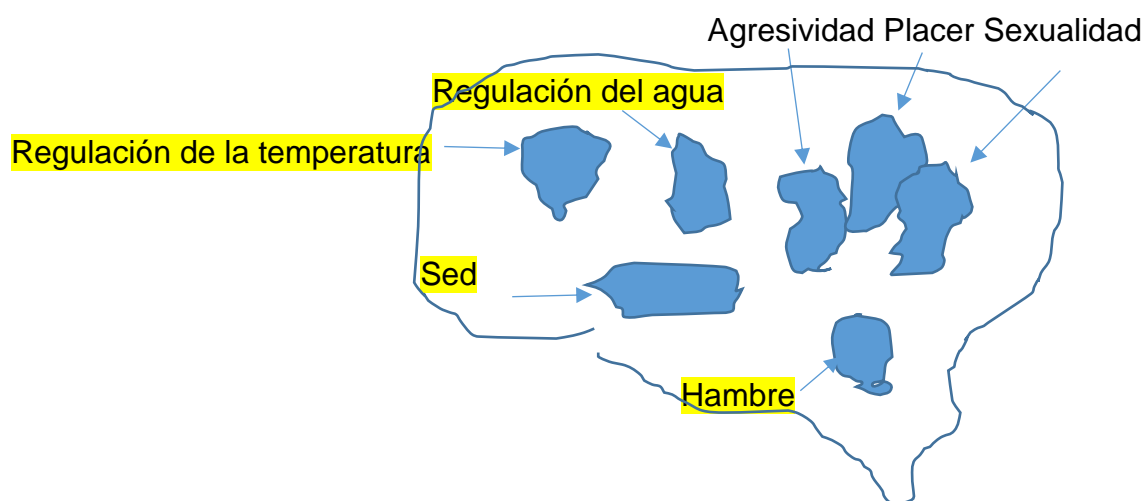 Agresividad Placer Sexualidad
Regulación del agua
Regulación de la temperatura
Sed
Hambre